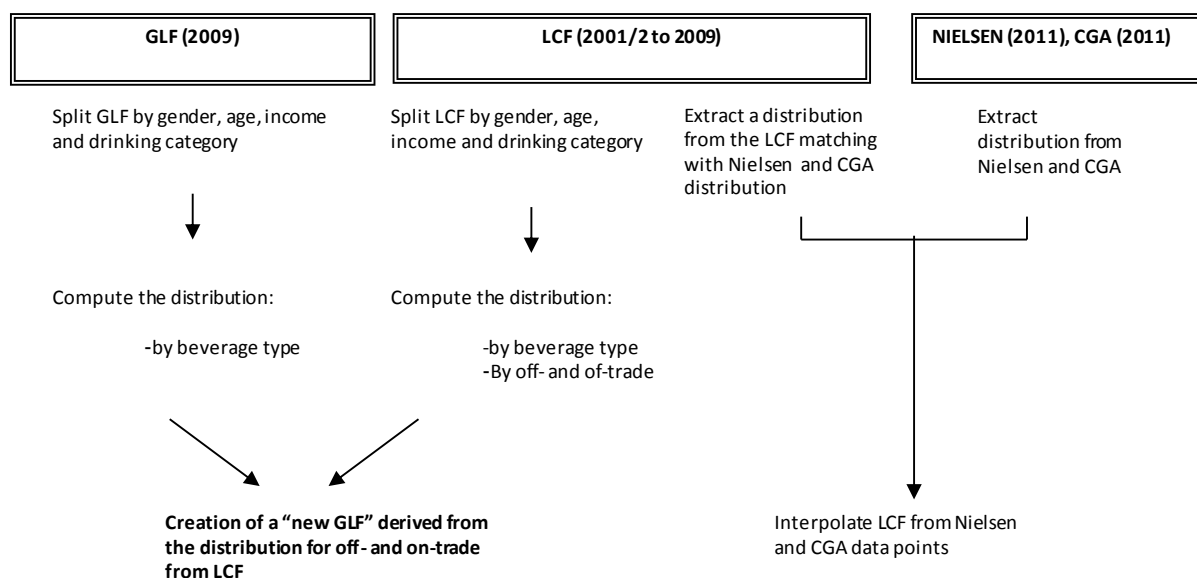 GLF (2009)
LCF (2001/2 to 2009)
NIELSEN (2011), CGA (2011)
Split GLF by gender, age, income
and drinking category
Split LCF by gender, age,
income and drinking category
Extract a distribution
from the LCF matching
with Nielsen and CGA
distribution
Extract
distribution from
Nielsen and CGA
Compute the distribution:
-by beverage type
Compute the distribution:
-by beverage type
-By off- and of-trade
Creation of a “new GLF” derived from
the distribution for off- and on-trade
from LCF
Interpolate LCF from Nielsen
and CGA data points